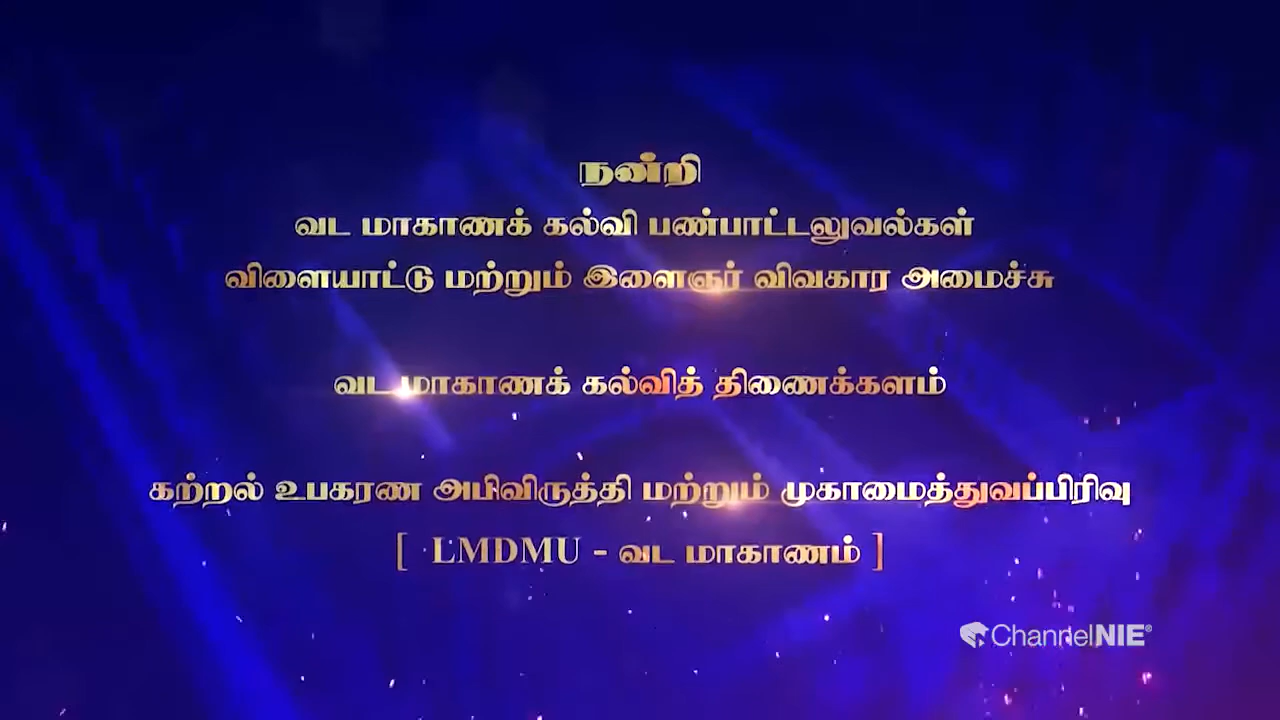 நன்றி
வட மாகாணக் கல்வி பண்பாட்டலுவல்கள்
விளையாட்டு மற்றும் இளைஞர் விவகார அமைச்சு
வட மாகாணக் கல்வித் திணைக்களம்
கற்றல் உபகரண அபிவிருத்தி மற்றும் முகாமைத்துவப்பிரிவு
[ LMDMU - வட மாகாணம் ]
ChannelNIE®